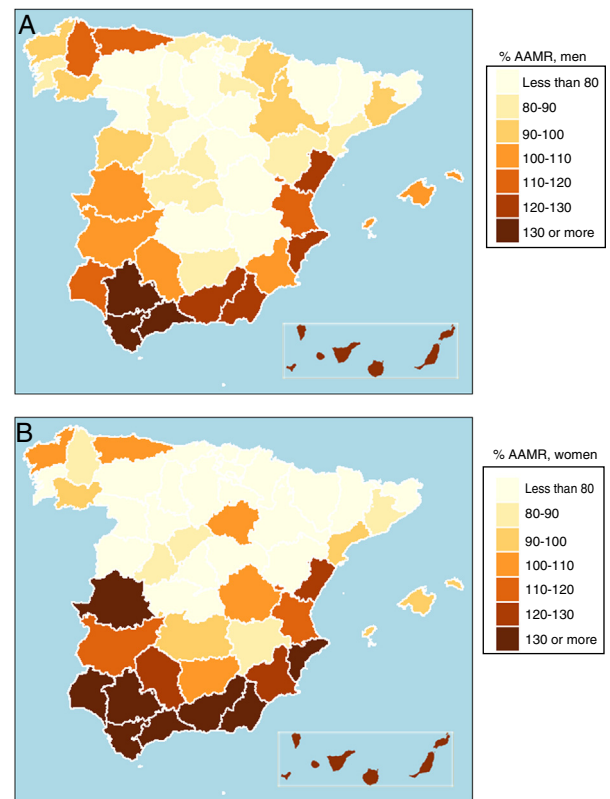 A
% AAMR, men
Less than 80
80-90
90-100
100-110
110-120
120-130
130 or more
B
% AAMR, women
Less than 80
80-90
90-100
100-110
110-120
120-130
130 or more